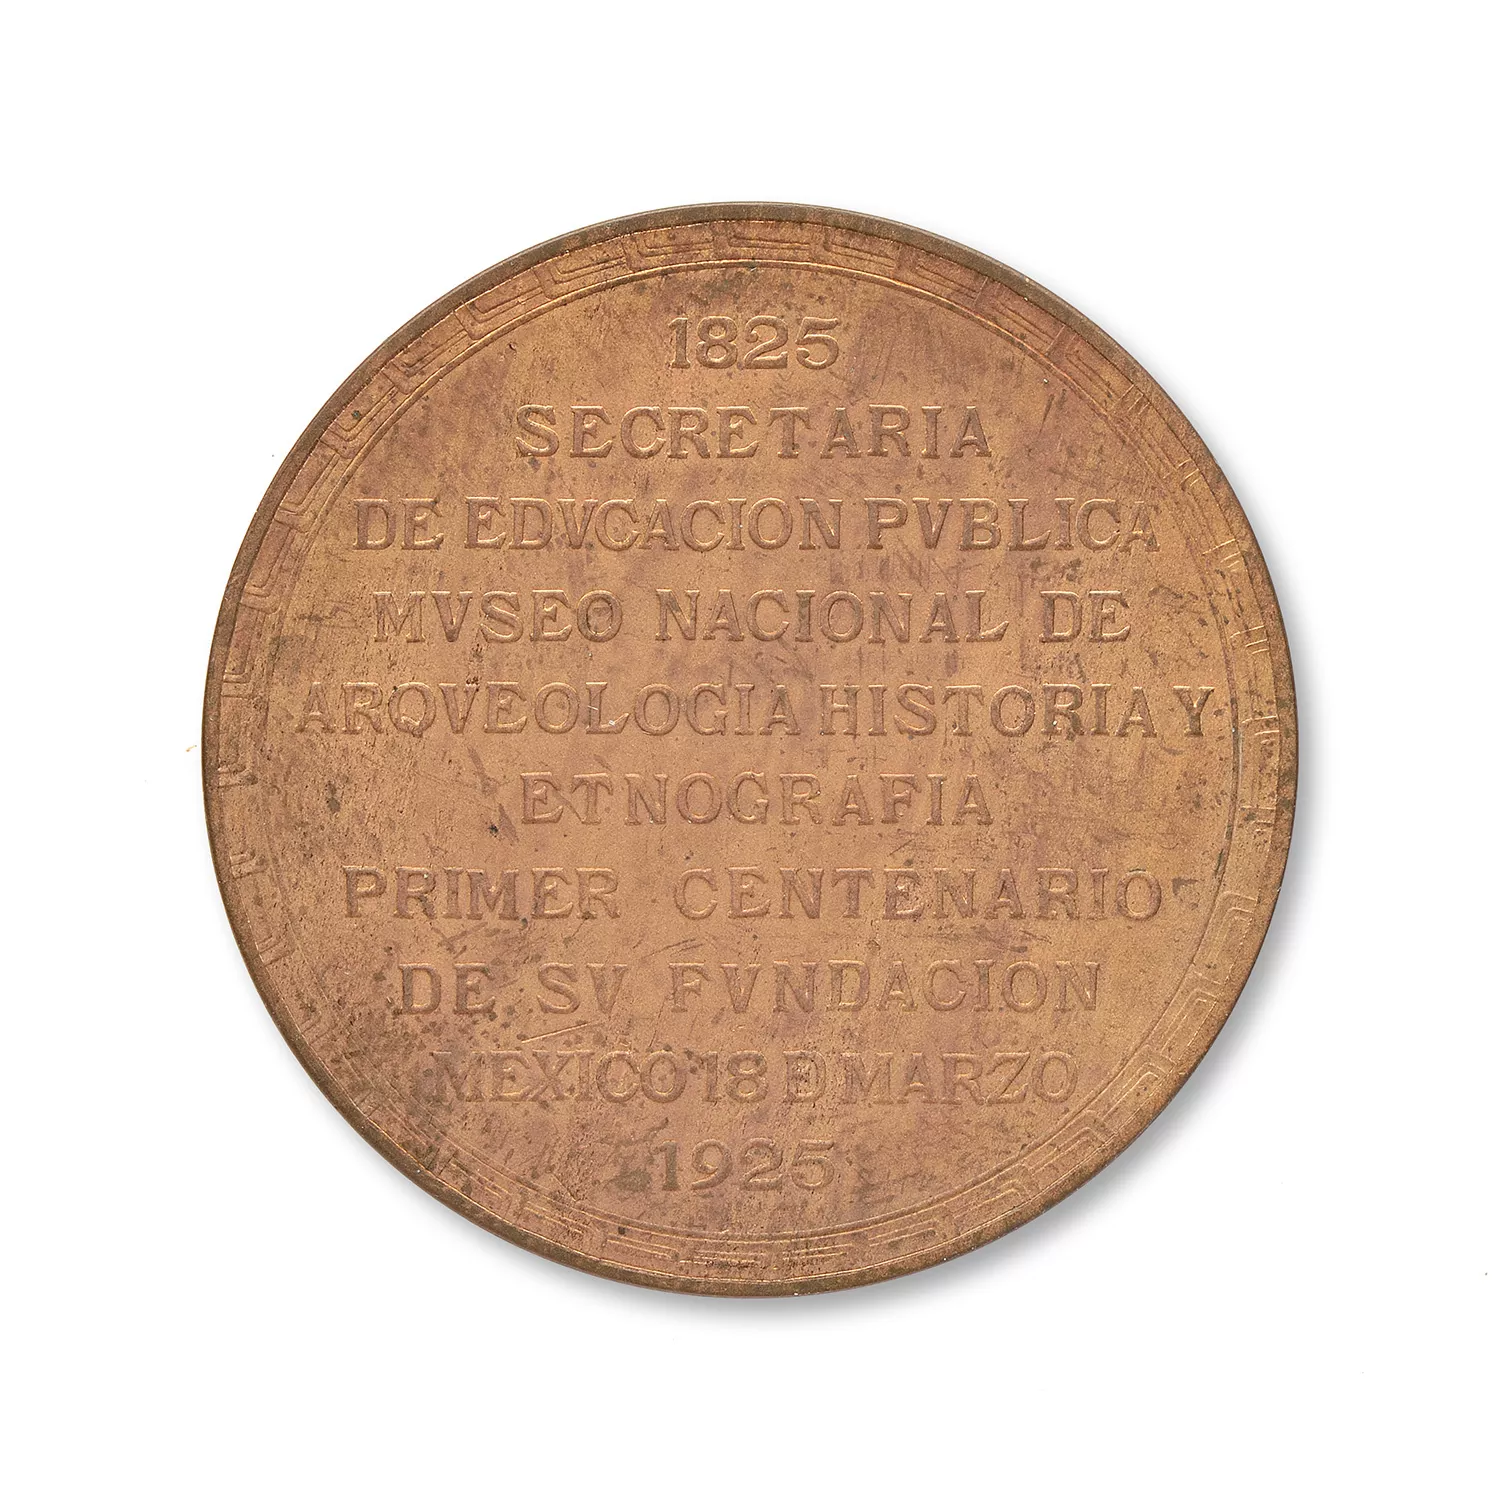 1825
SECRETARIA
DE EDVCACION PVBLICA
MVSEO NACIONAL DE
ARQVEOLOGIA HISTORIA Y
ETNOGRAFIA
PRIMER CENTENARIO
DE SV FVNDACION
MEXICO 18 D MARZO
1925